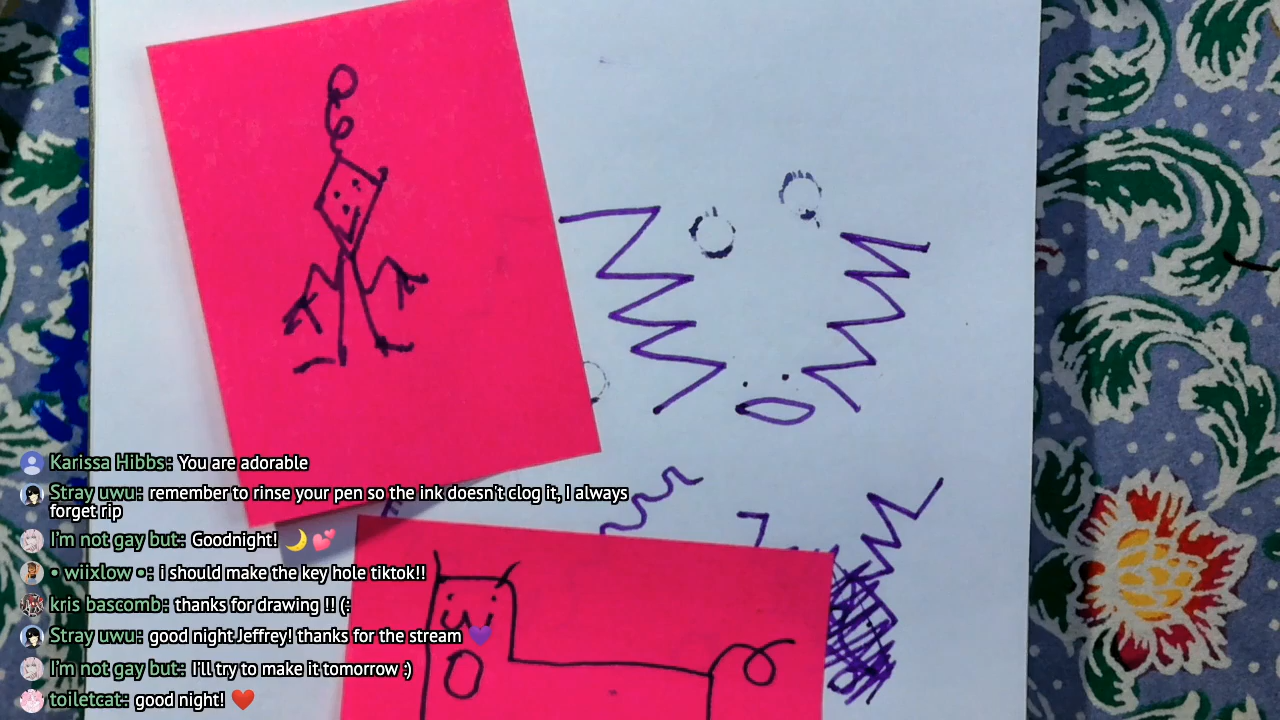 Karissa Hibbs: You are adorable
Stray uwu: remember to rinse your pen so the ink doesn't clog it, I always
forget rip
I'm not gay but: Goodnight! 🌙 💕
• wiixlow •: i should make the key hole tiktok!!
kris bascomb: thanks for drawing !! (:
Stray uwu: good night Jeffrey! thanks for the stream 💜
I'm not gay but: I'll try to make it tomorrow :)
toiletcat: good night! ❤️